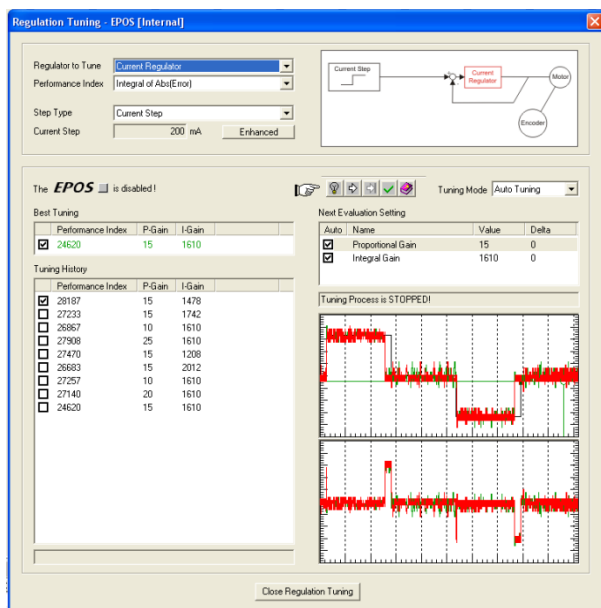 Regulation Tuning - EPOS [Internal]
Regulator to Tune Current Regulator
Performance Index Integral of Abs(Error)
Step Type Current Step
Current Step 200 mA Enhanced
Current Step
Current
Regulator
Motor
Encoder
The EPOS is disabled !
Tuning Mode Auto Tuning
Best Tuning
Performance Index P-Gain I-Gain
24620 15 1610
Next Evaluation Setting
Auto Name Value Delta
Proportional Gain 15 0
Integral Gain 1610 0
Tuning History
Performance Index P-Gain I-Gain
28187 15 1478
27233 15 1742
26867 10 1610
27908 25 1610
27470 15 1208
26683 15 2012
27257 10 1610
27140 20 1610
24620 15 1610
Tuning Process is STOPPED!
Close Regulation Tuning